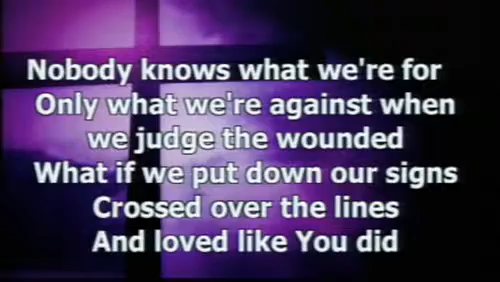 Nobody knows what we're for
Only what we're against when
we judge the wounded
What if we put down our signs
Crossed over the lines
And loved like You did